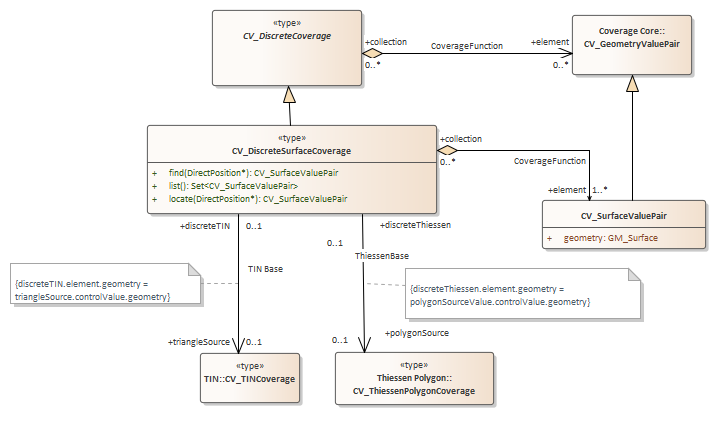 «type»
CV_DiscreteCoverage
Coverage Core::
CV_GeometryValuePair
+collection
CoverageFunction
+element
0..*
0..*
«type»
CV_DiscreteSurfaceCoverage
+ find(DirectPosition*): CV_SurfaceValuePair
+ list(): Set<CV_SurfaceValuePair>
+ locate(DirectPosition*): CV_SurfaceValuePair
+collection
0..*
CoverageFunction
+element
1..*
CV_SurfaceValuePair
+ geometry: GM_Surface
+discreteTIN
0..1
+discreteThiessen
0..1
ThiessenBase
TIN Base
{discreteTIN.element.geometry =
triangleSource.controlValue.geometry}
{discreteThiessen.element.geometry =
polygonSourceValue.controlValue.geometry}
+triangleSource
0..1
0..1
+polygonSource
«type»
TIN::CV_TINCoverage
«type»
Thiessen Polygon::
CV_ThiessenPolygonCoverage